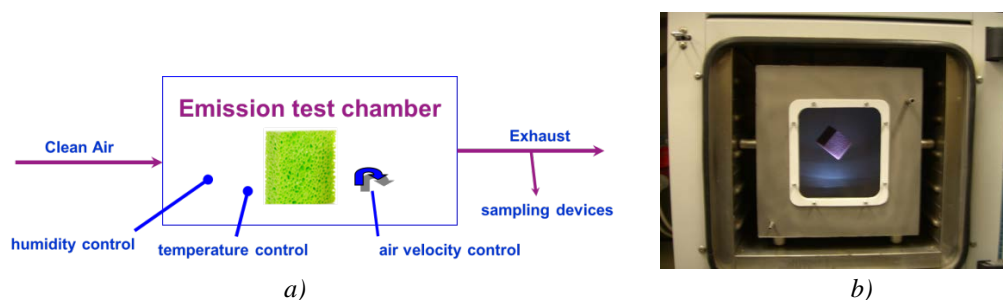 Emission test chamber
Clean Air
Exhaust
sampling devices
humidity control
temperature control
air velocity control
a)
b)